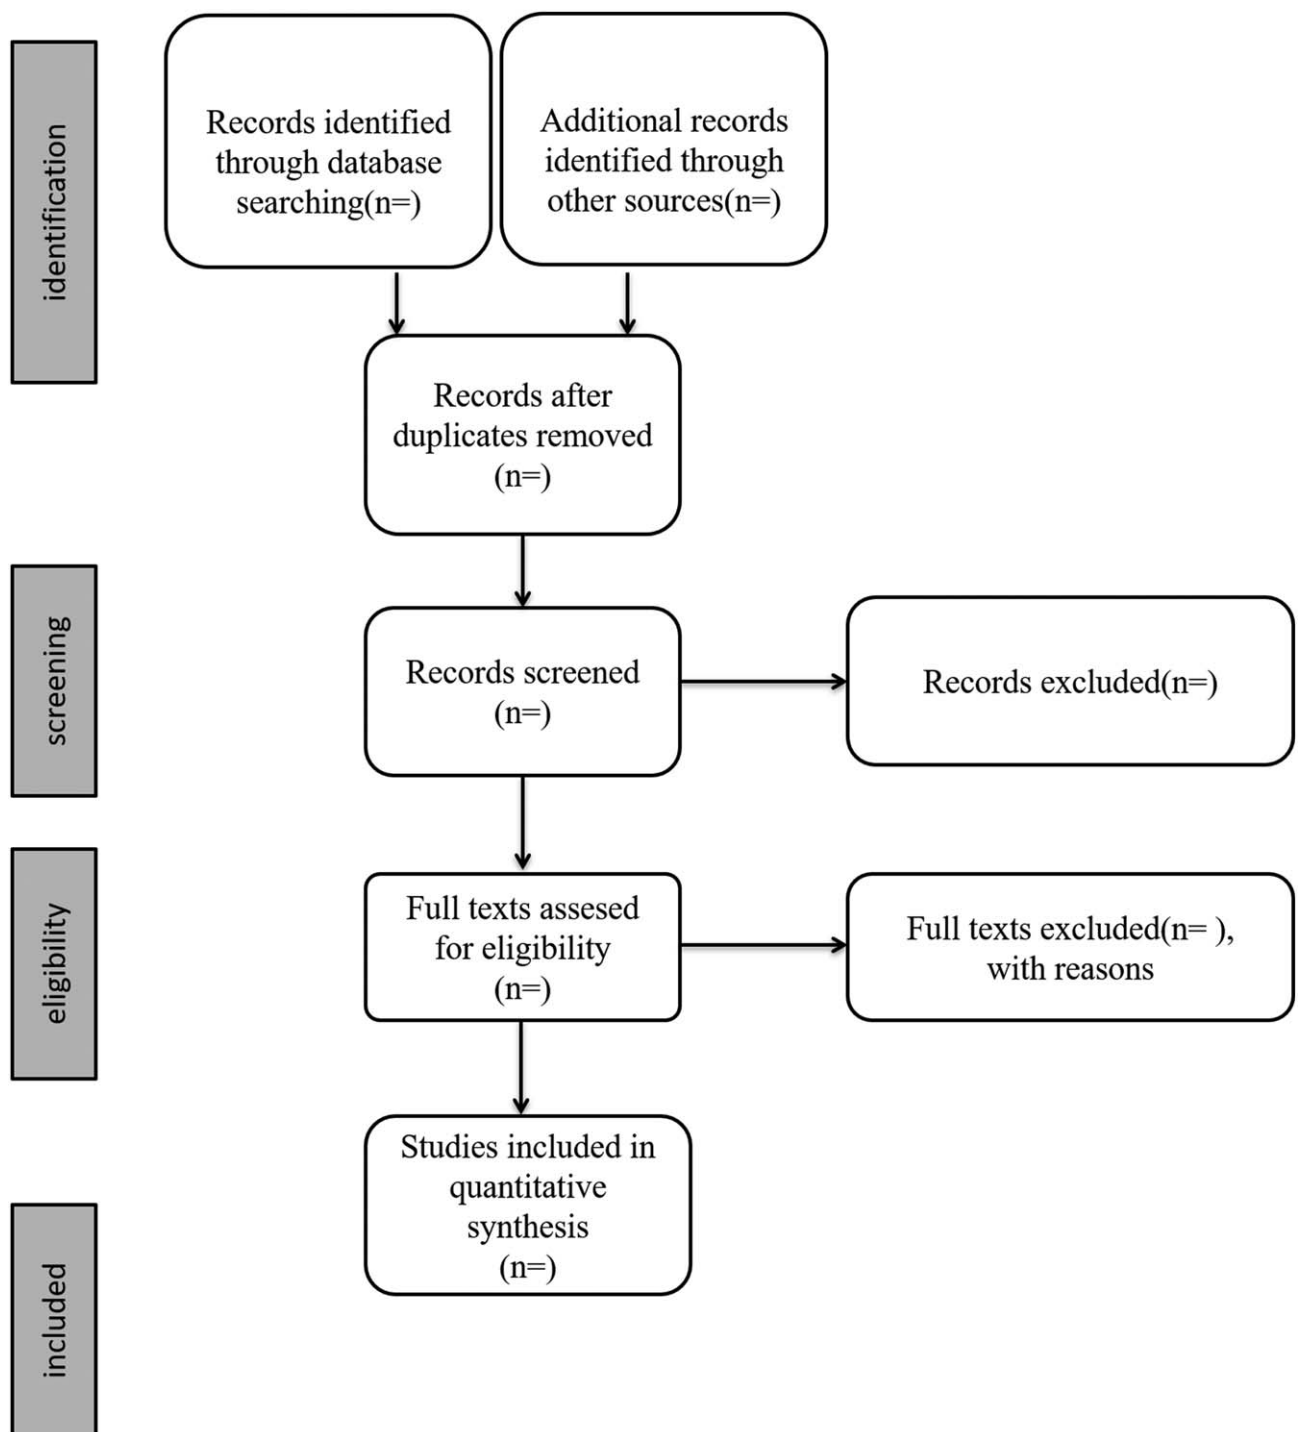 identification
Records identified
through database
searching(n=)
Additional records
identified through
other sources(n=)
Records after
duplicates removed
(n=)
screening
Records screened
(n=)
Records excluded(n=)
eligibility
Full texts assesed
for eligibility
(n=)
Full texts excluded(n= ),
with reasons
included
Studies included in
quantitative
synthesis
(n=)